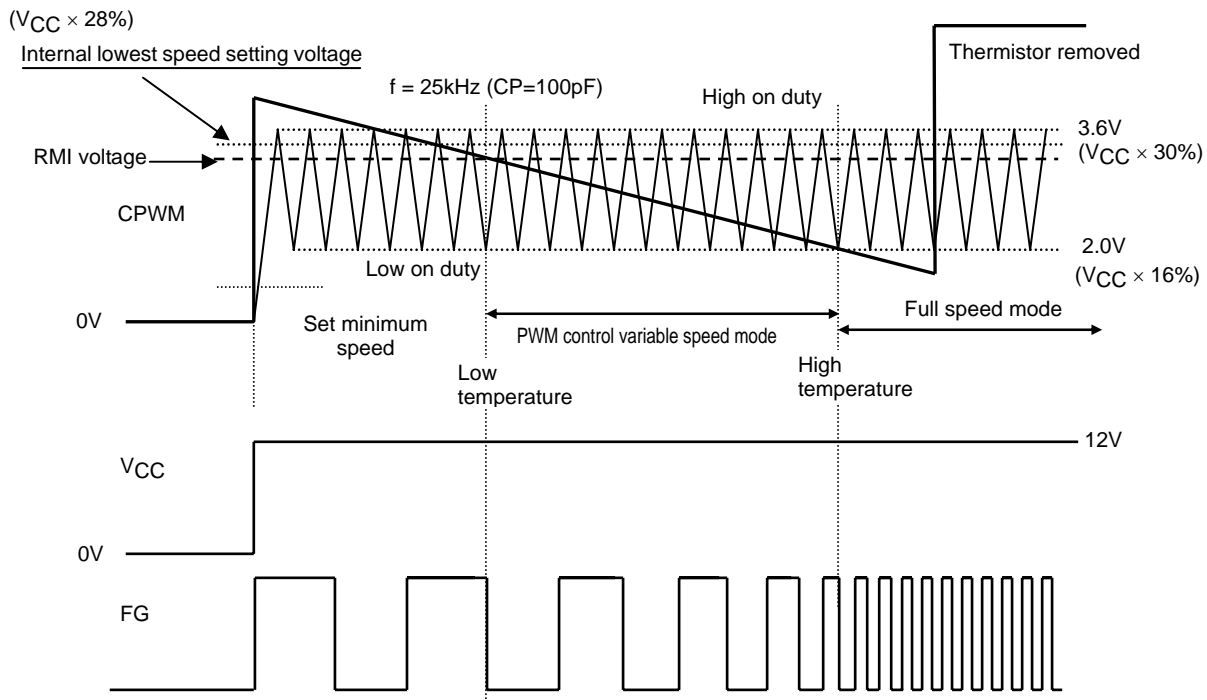 (VCC × 28%)
Internal lowest speed setting voltage
Thermistor removed
f = 25kHz (CP=100pF)
High on duty
3.6V
(VCC × 30%)
RMI voltage
CPWM
Low on duty
2.0V
(VCC × 16%)
0V
Set minimum
speed
PWM control variable speed mode
Full speed mode
Low
temperature
High
temperature
VCC
12V
0V
FG